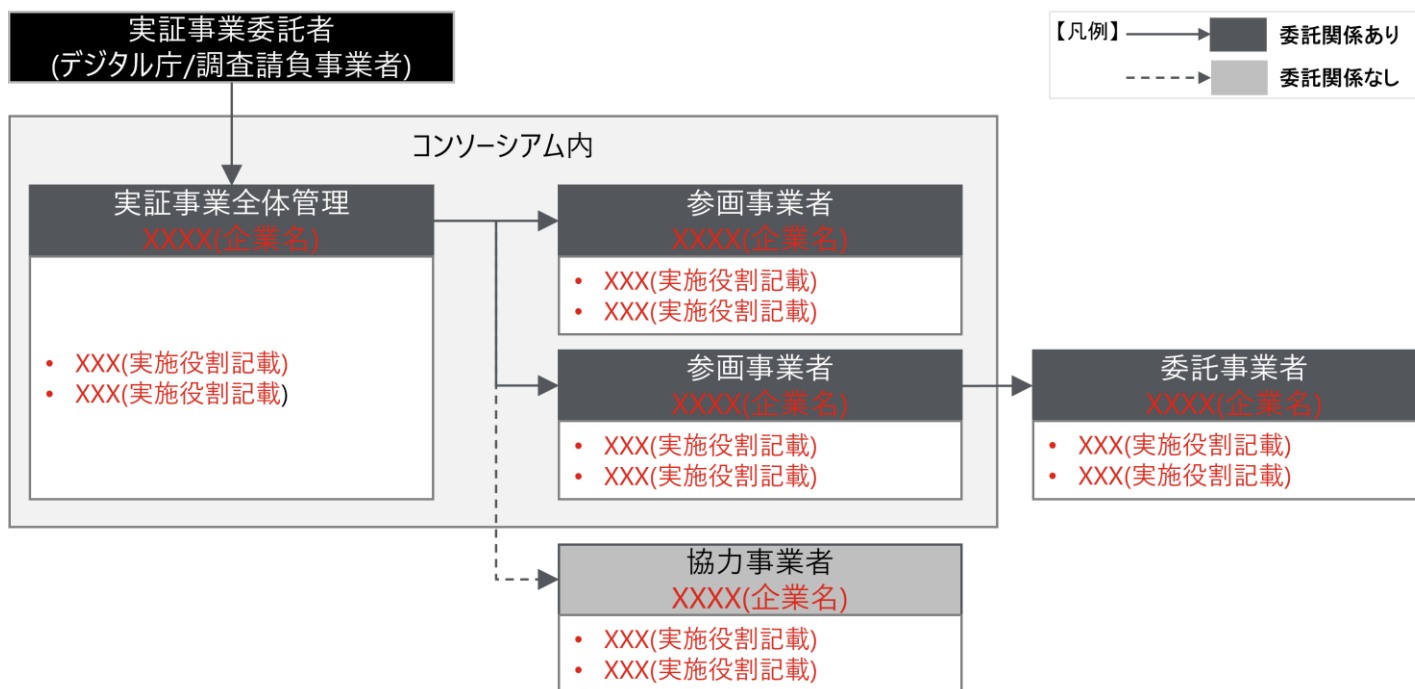 実証事業委託者
(デジタル庁/調査請負事業者)
【凡例】
委託関係あり
委託関係なし
コンソーシアム内
実証事業全体管理
XXXX(企業名)
• XXX(実施役割記載)
• XXX(実施役割記載)
参画事業者
XXXX(企業名)
• XXX(実施役割記載)
• XXX(実施役割記載)
参画事業者
XXXX(企業名)
• XXX(実施役割記載)
• XXX(実施役割記載)
委託事業者
XXXX(企業名)
• XXX(実施役割記載)
• XXX(実施役割記載)
協力事業者
XXXX(企業名)
• XXX(実施役割記載)
• XXX(実施役割記載)